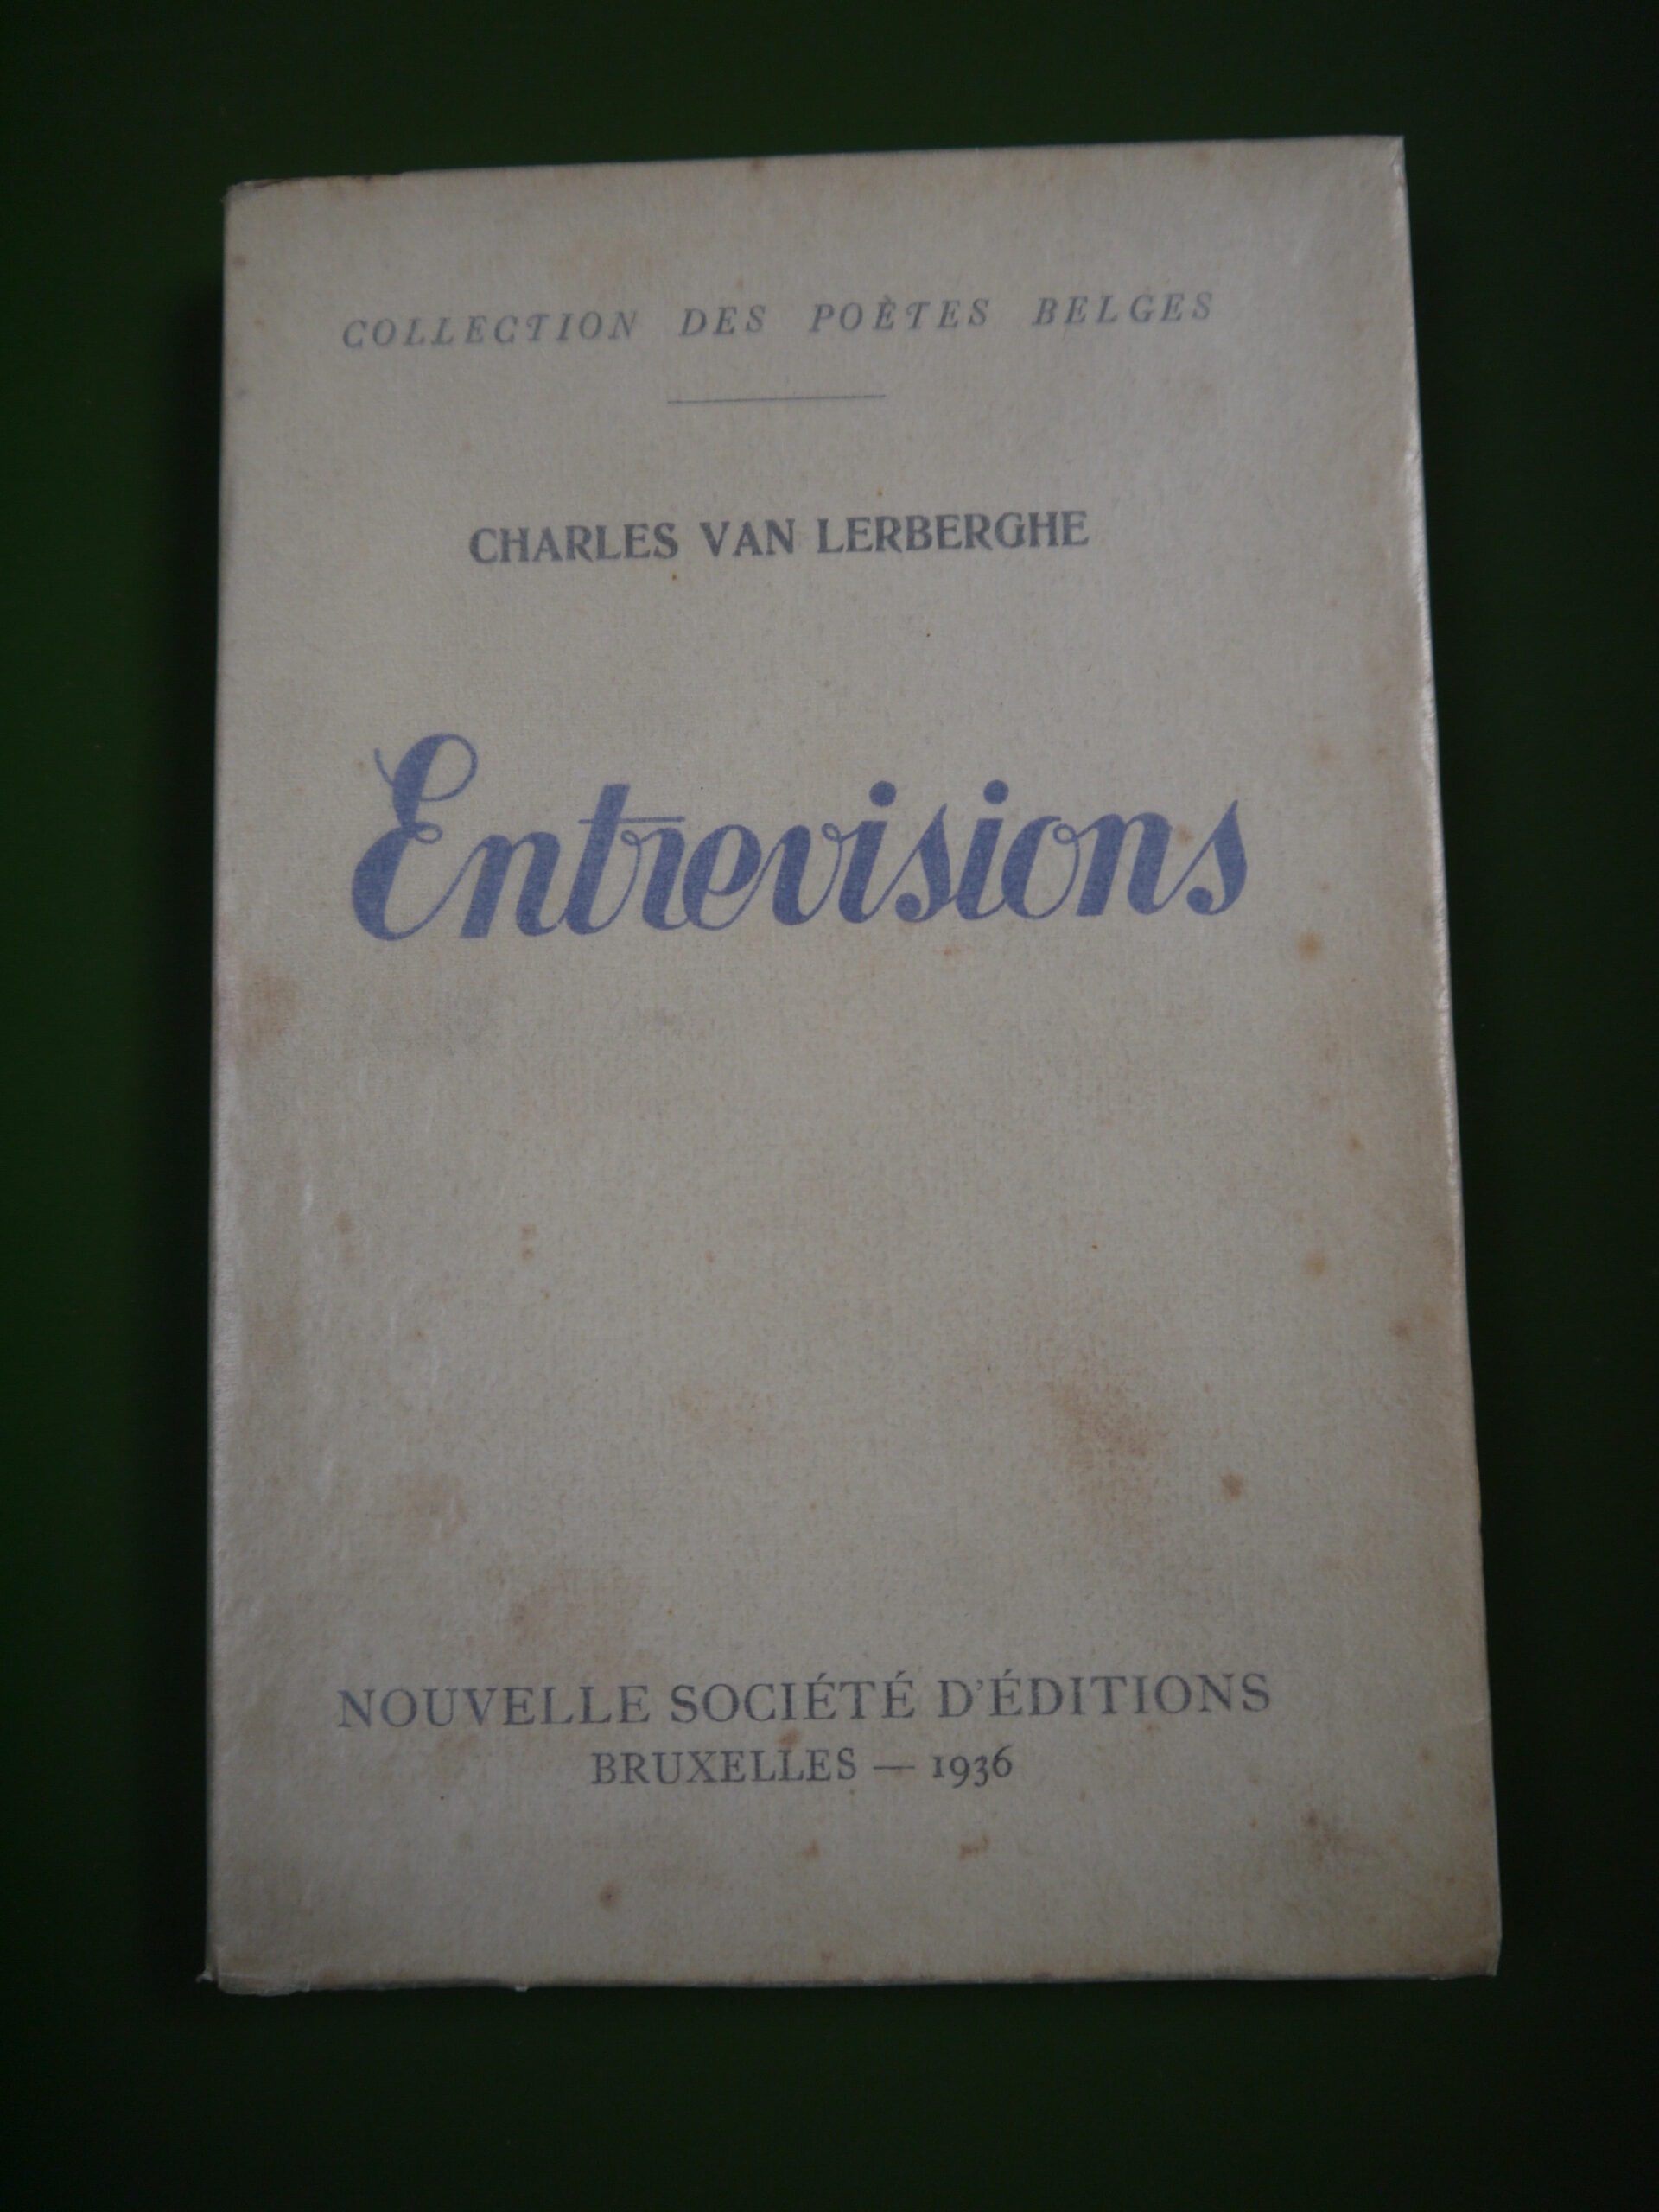 COLLECTION DES POÈTES BELGES
CHARLES VAN LERBERGHE
Entrevisions
NOUVELLE SOCIÉTÉ D'ÉDITIONS
BRUXELLES — 1936